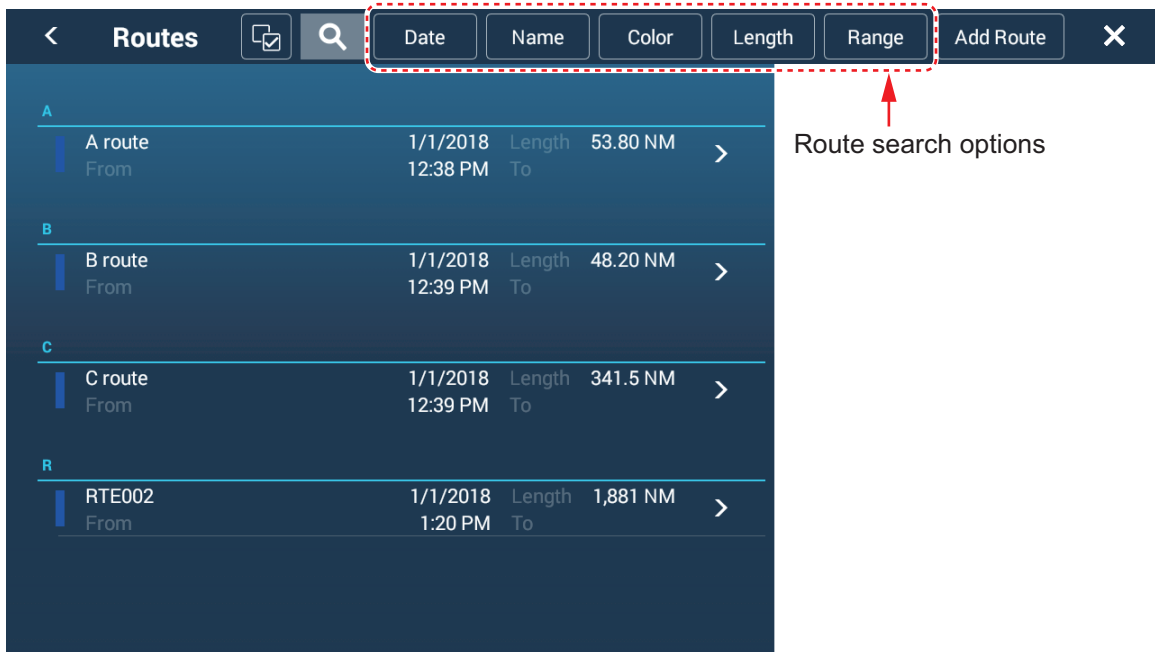 Routes Date Name Color Length Range Add Route
Route search options
A
A route 1/1/2018 Length 53.80 NM
From 12:38 PM To
B
B route 1/1/2018 Length 48.20 NM
From 12:39 PM To
C
C route 1/1/2018 Length 341.5 NM
From 12:39 PM To
R
RTE002 1/1/2018 Length 1,881 NM
From 1:20 PM To